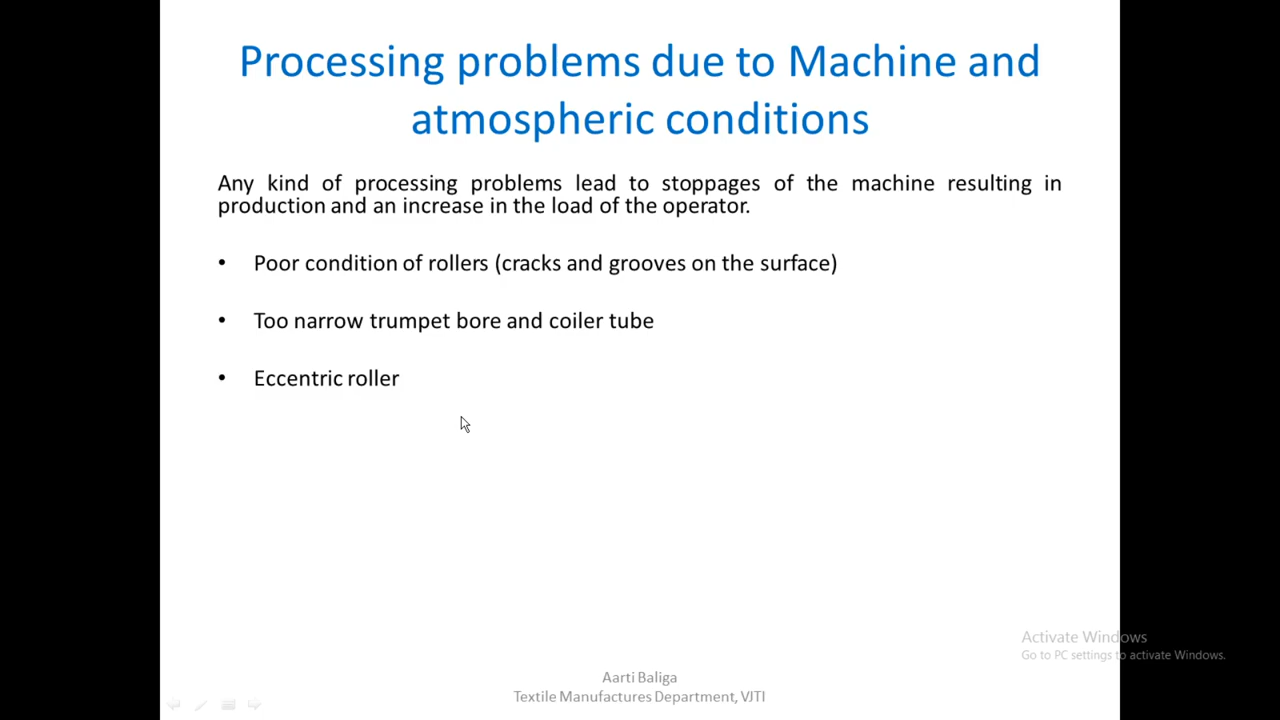 Processing problems due to Machine and
atmospheric conditions
Any kind of processing problems lead to stoppages of the machine resulting in
production and an increase in the load of the operator.
• Poor condition of rollers (cracks and grooves on the surface)
• Too narrow trumpet bore and coiler tube
• Eccentric roller
Activate Windows
Go to PC settings to activate Windows.
Aarti Baliga
Textile Manufactures Department, VJTI